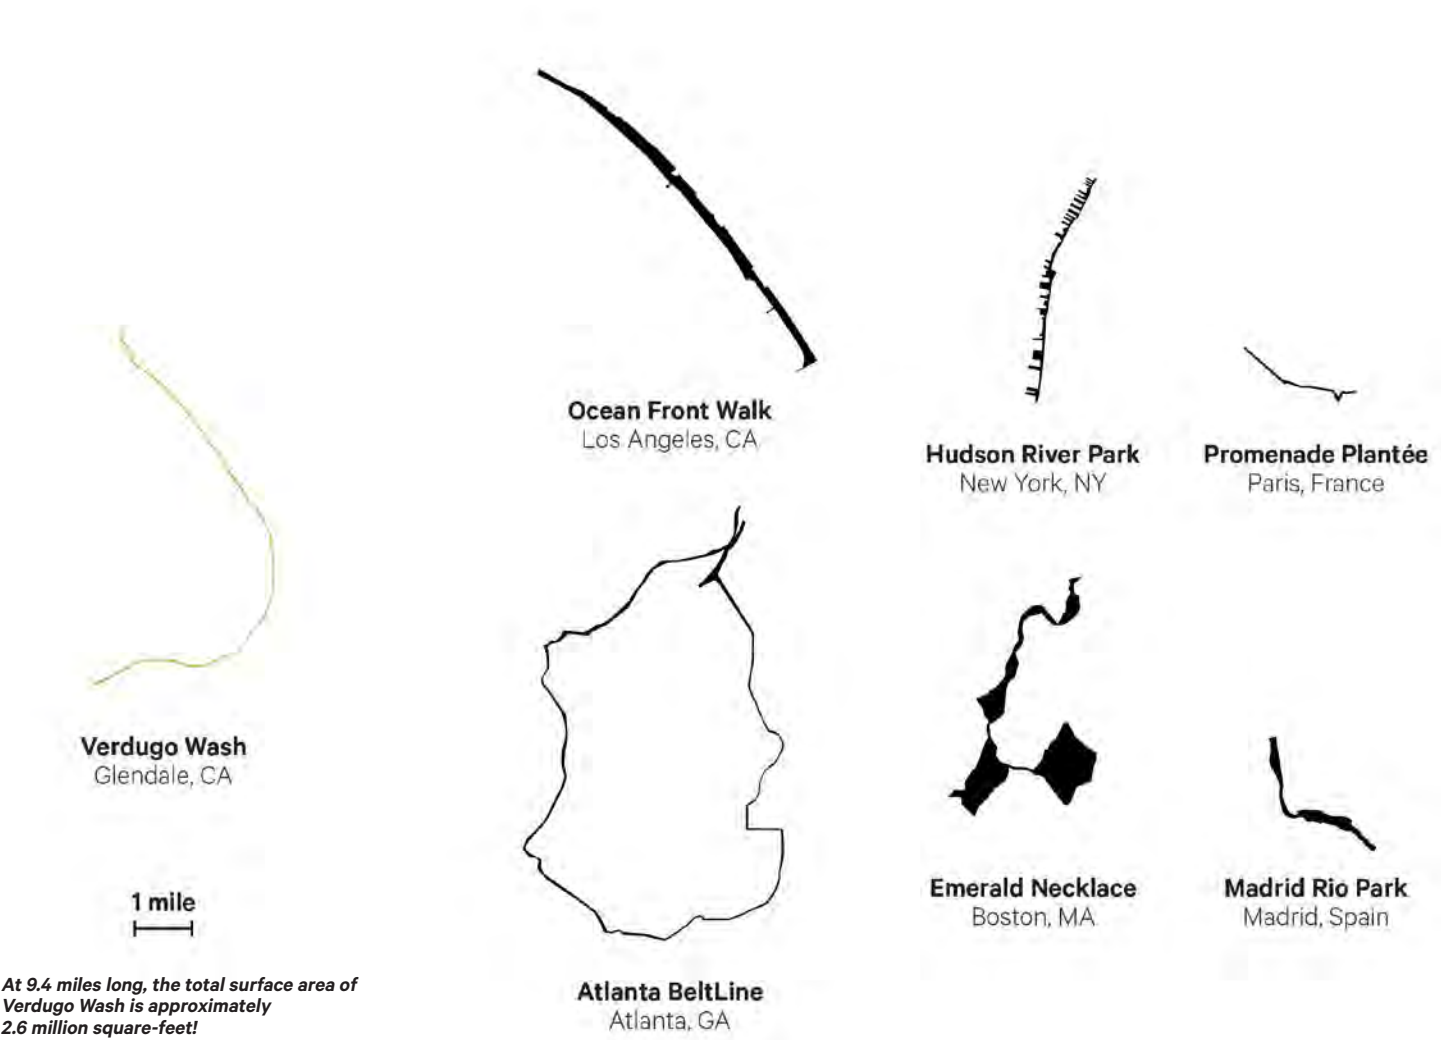 Ocean Front Walk
Los Angeles, CA
Hudson River Park
New York, NY
Promenade Plantée
Paris, France
Verdugo Wash
Glendale, CA
1 mile
At 9.4 miles long, the total surface area of
Verdugo Wash is approximately
2.6 million square-feet!
Atlanta BeltLine
Atlanta, GA
Emerald Necklace
Boston, MA
Madrid Rio Park
Madrid, Spain